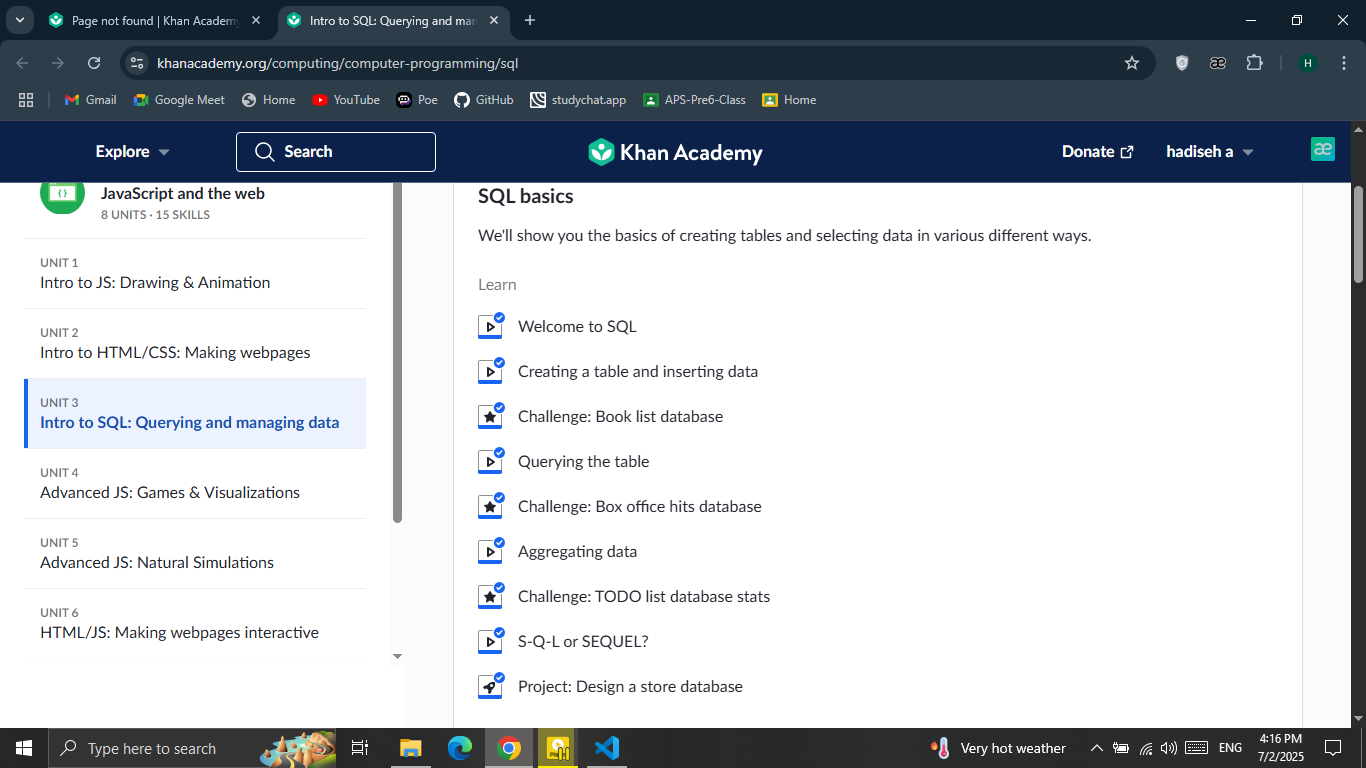 Page not found | Khan Academy
Intro to SQL: Querying and man
khanacademy.org/computing/computer-programming/sql
æ
H
Gmail
Google Meet
Home
YouTube
Poe
GitHub
studychat.app
APS-Pre6-Class
Home
Explore
Search
Khan Academy
Donate
hadiseh a
æ
JavaScript and the web
8 UNITS · 15 SKILLS
UNIT 1
Intro to JS: Drawing & Animation
UNIT 2
Intro to HTML/CSS: Making webpages
UNIT 3
Intro to SQL: Querying and managing data
UNIT 4
Advanced JS: Games & Visualizations
UNIT 5
Advanced JS: Natural Simulations
UNIT 6
HTML/JS: Making webpages interactive
SQL basics
We'll show you the basics of creating tables and selecting data in various different ways.
Learn
Welcome to SQL
Creating a table and inserting data
Challenge: Book list database
Querying the table
Challenge: Box office hits database
Aggregating data
Challenge: TODO list database stats
S-Q-L or SEQUEL?
Project: Design a store database
Type here to search
Very hot weather
ENG
4:16 PM
7/2/2025